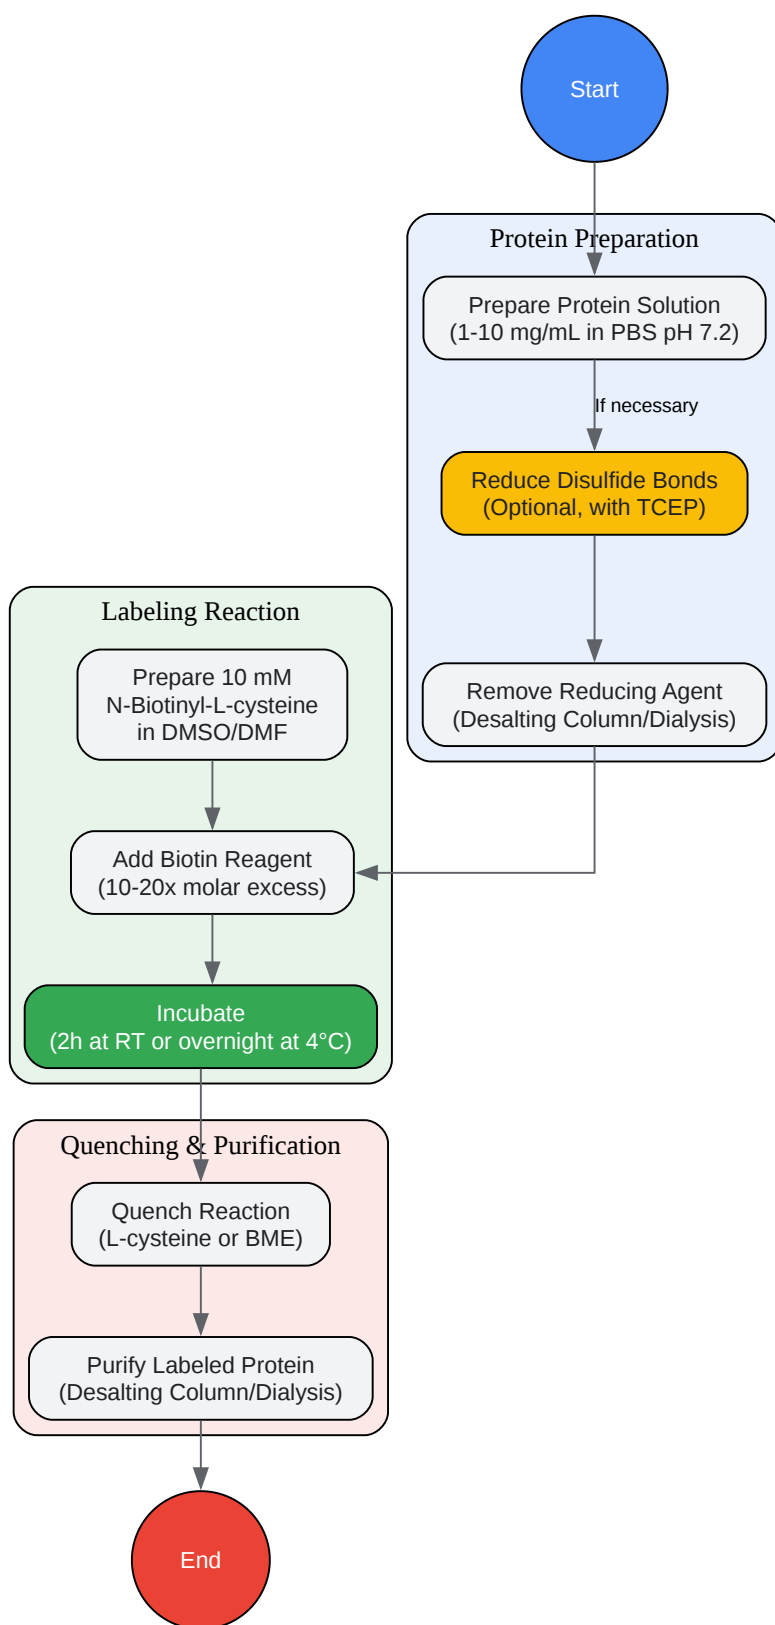 Start
Protein Preparation
Prepare Protein Solution
(1-10 mg/mL in PBS pH 7.2)
If necessary
Reduce Disulfide Bonds
(Optional, with TCEP)
Remove Reducing Agent
(Desalting Column/Dialysis)
Labeling Reaction
Prepare 10 mM
N-Biotinyl-L-cysteine
in DMSO/DMF
Add Biotin Reagent
(10-20x molar excess)
Incubate
(2h at RT or overnight at 4°C)
Quenching & Purification
Quench Reaction
(L-cysteine or BME)
Purify Labeled Protein
(Desalting Column/Dialysis)
End